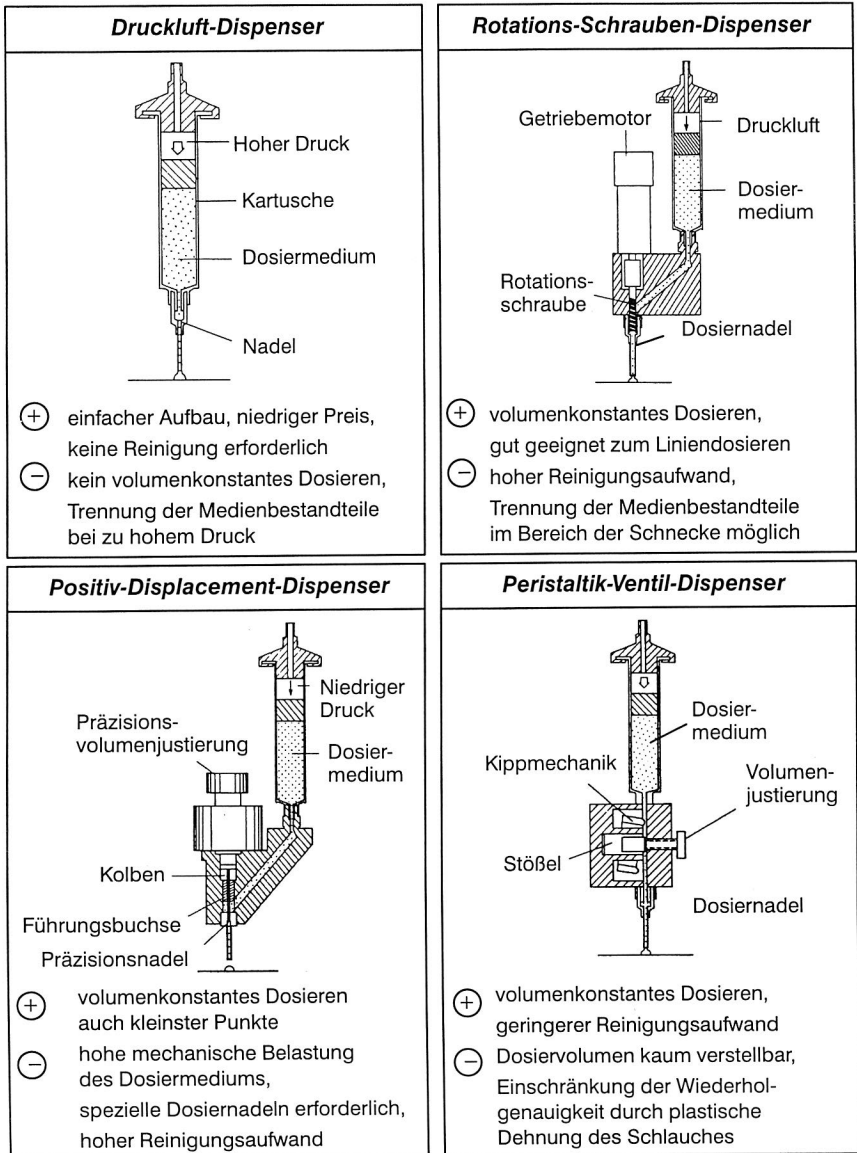 Druckluft-Dispenser
Hoher Druck
Kartusche
Dosiermedium
Nadel
+ einfacher Aufbau, niedriger Preis,
keine Reinigung erforderlich
− kein volumenkonstantes Dosieren,
Trennung der Medienbestandteile
bei zu hohem Druck
Rotations-Schrauben-Dispenser
Getriebemotor
Druckluft
Dosier-
medium
Rotations-
schraube
Dosiernadel
+ volumenkonstantes Dosieren,
gut geeignet zum Liniendosieren
− hoher Reinigungsaufwand,
Trennung der Medienbestandteile
im Bereich der Schnecke möglich
Positiv-Displacement-Dispenser
Niedriger
Druck
Präzisions-
volumenjustierung
Dosier-
medium
Kolben
Führungsbuchse
Präzisionsnadel
+ volumenkonstantes Dosieren
auch kleinster Punkte
− hohe mechanische Belastung
des Dosiermediums,
spezielle Dosiernadeln erforderlich,
hoher Reinigungsaufwand
Peristaltik-Ventil-Dispenser
Dosier-
medium
Kippmechanik
Volumen-
justierung
Stößel
Dosiernadel
+ volumenkonstantes Dosieren,
geringerer Reinigungsaufwand
− Dosiervolumen kaum verstellbar,
Einschränkung der Wiederhol-
genauigkeit durch plastische
Dehnung des Schlauches